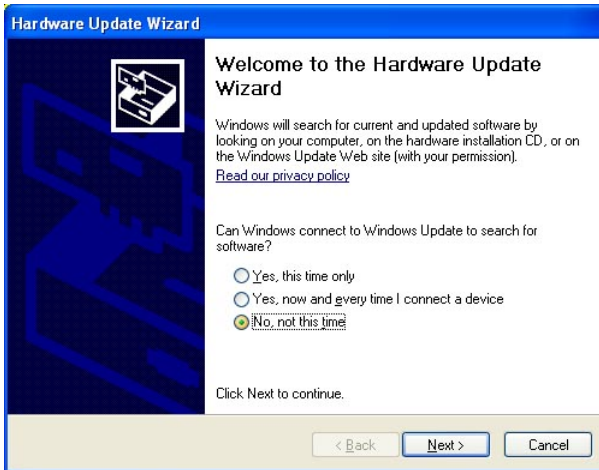 Hardware Update Wizard
Welcome to the Hardware Update
Wizard
Windows will search for current and updated software by
looking on your computer, on the hardware installation CD, or on
the Windows Update Web site (with your permission).
Read our privacy policy
Can Windows connect to Windows Update to search for
software?
Yes, this time only
Yes, now and every time I connect a device
No, not this time
Click Next to continue.
< Back Next > Cancel